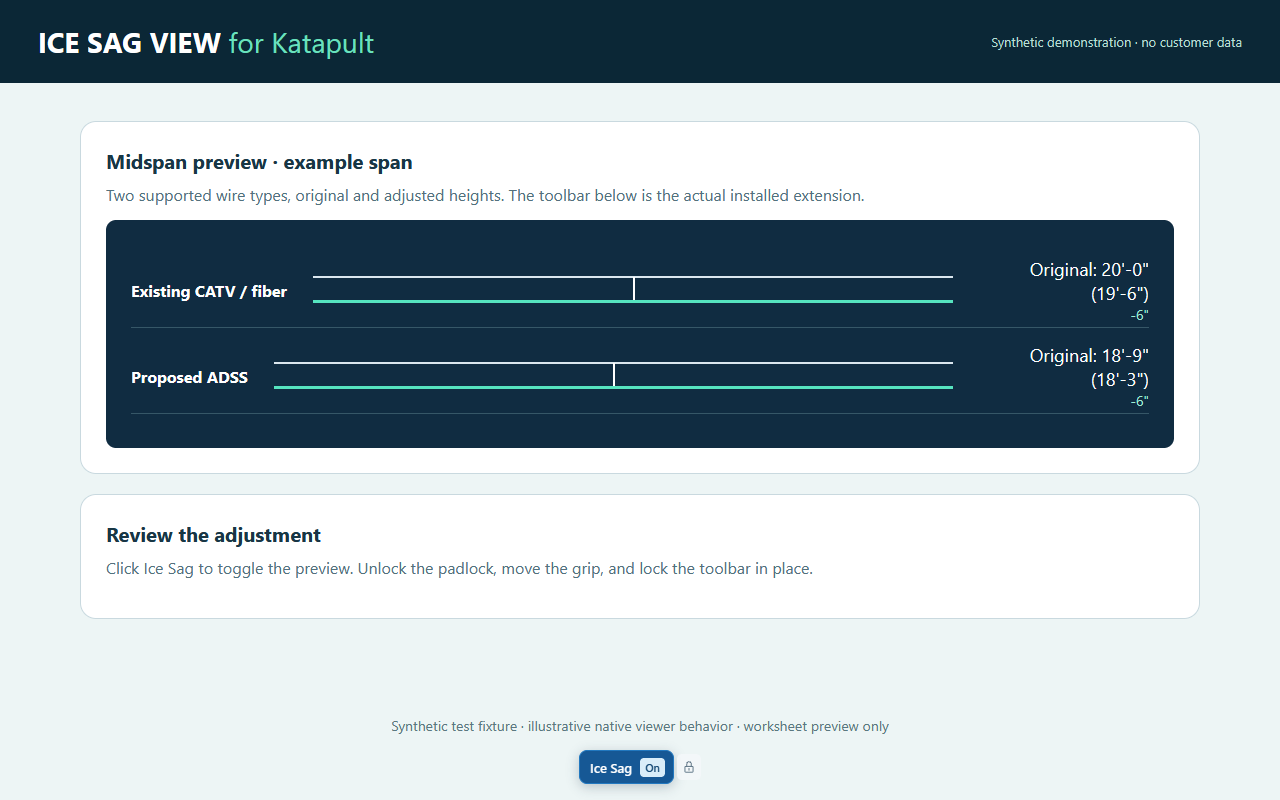 ICE SAG VIEW for Katapult
Synthetic demonstration · no customer data
Midspan preview · example span
Two supported wire types, original and adjusted heights. The toolbar below is the actual installed extension.
Existing CATV / fiber
Original: 20'-0"
(19'-6")
-6"
Proposed ADSS
Original: 18'-9"
(18'-3")
-6"
Review the adjustment
Click Ice Sag to toggle the preview. Unlock the padlock, move the grip, and lock the toolbar in place.
Synthetic test fixture · illustrative native viewer behavior · worksheet preview only
Ice Sag On